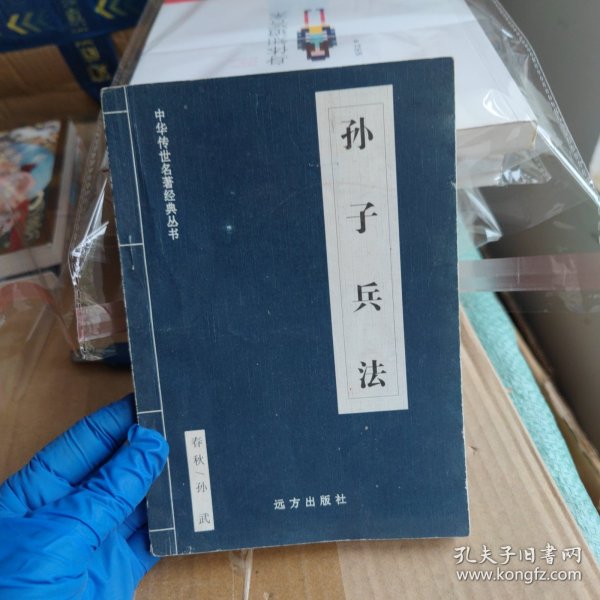 中华传世名著经典丛书
孙子兵法
春秋/孙武
远方出版社
孔夫子旧书网
www.kongfz.com